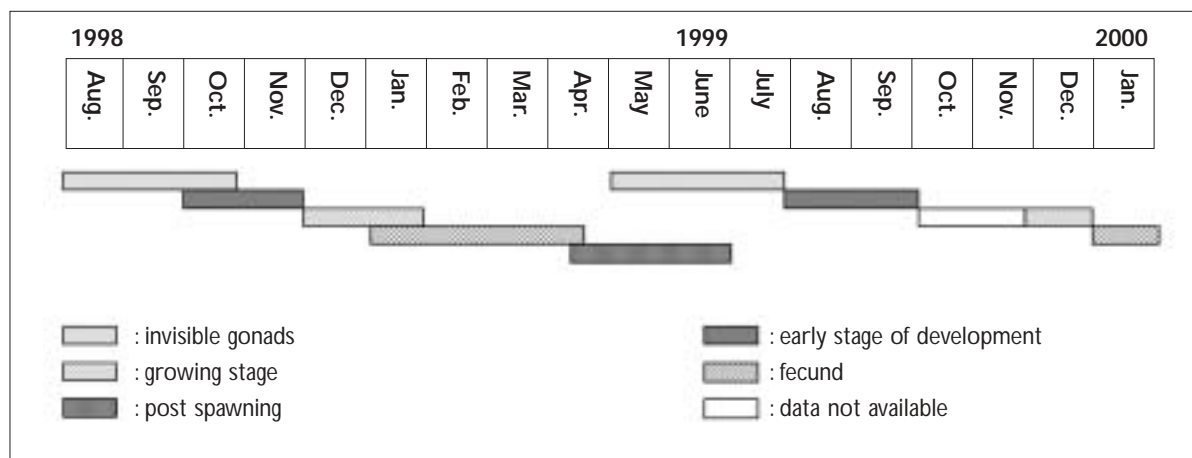 1998 1999 2000
Aug. Sep. Oct. Nov. Dec. Jan. Feb. Mar. Apr. May June July Aug. Sep. Oct. Nov. Dec. Jan.
: invisible gonads : early stage of development
: growing stage : fecund
: post spawning : data not available